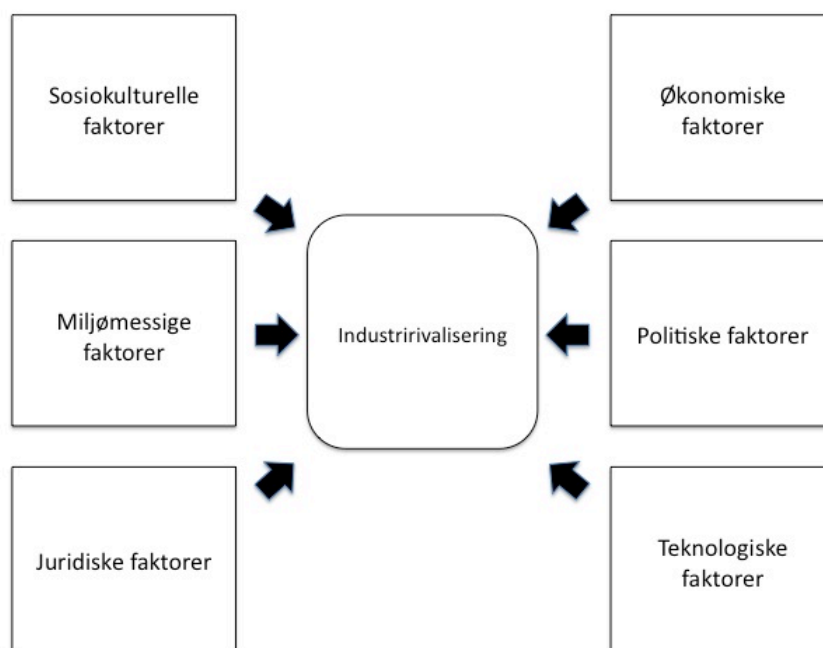 Sosiokulturelle
faktorer
Økonomiske
faktorer
Miljømessige
faktorer
Industririvalisering
Politiske faktorer
Juridiske faktorer
Teknologiske
faktorer